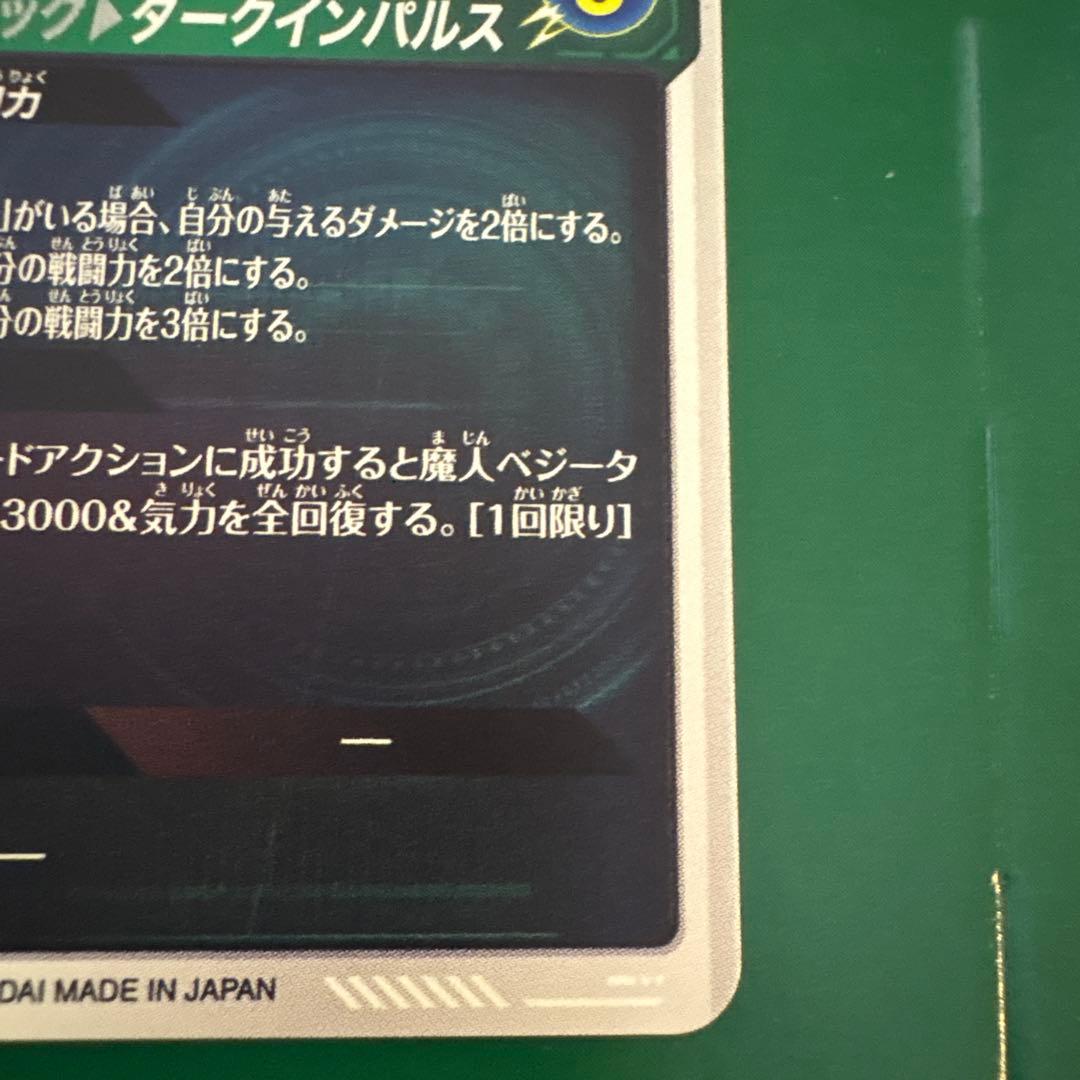 ック▶ダークインパルス
力
」がいる場合、自分の与えるダメージを2倍にする。
分の戦闘力を2倍にする。
分の戦闘力を3倍にする。
ードアクションに成功すると魔人ベジータ
3000&気力を全回復する。[1回限り]
DAI MADE IN JAPAN